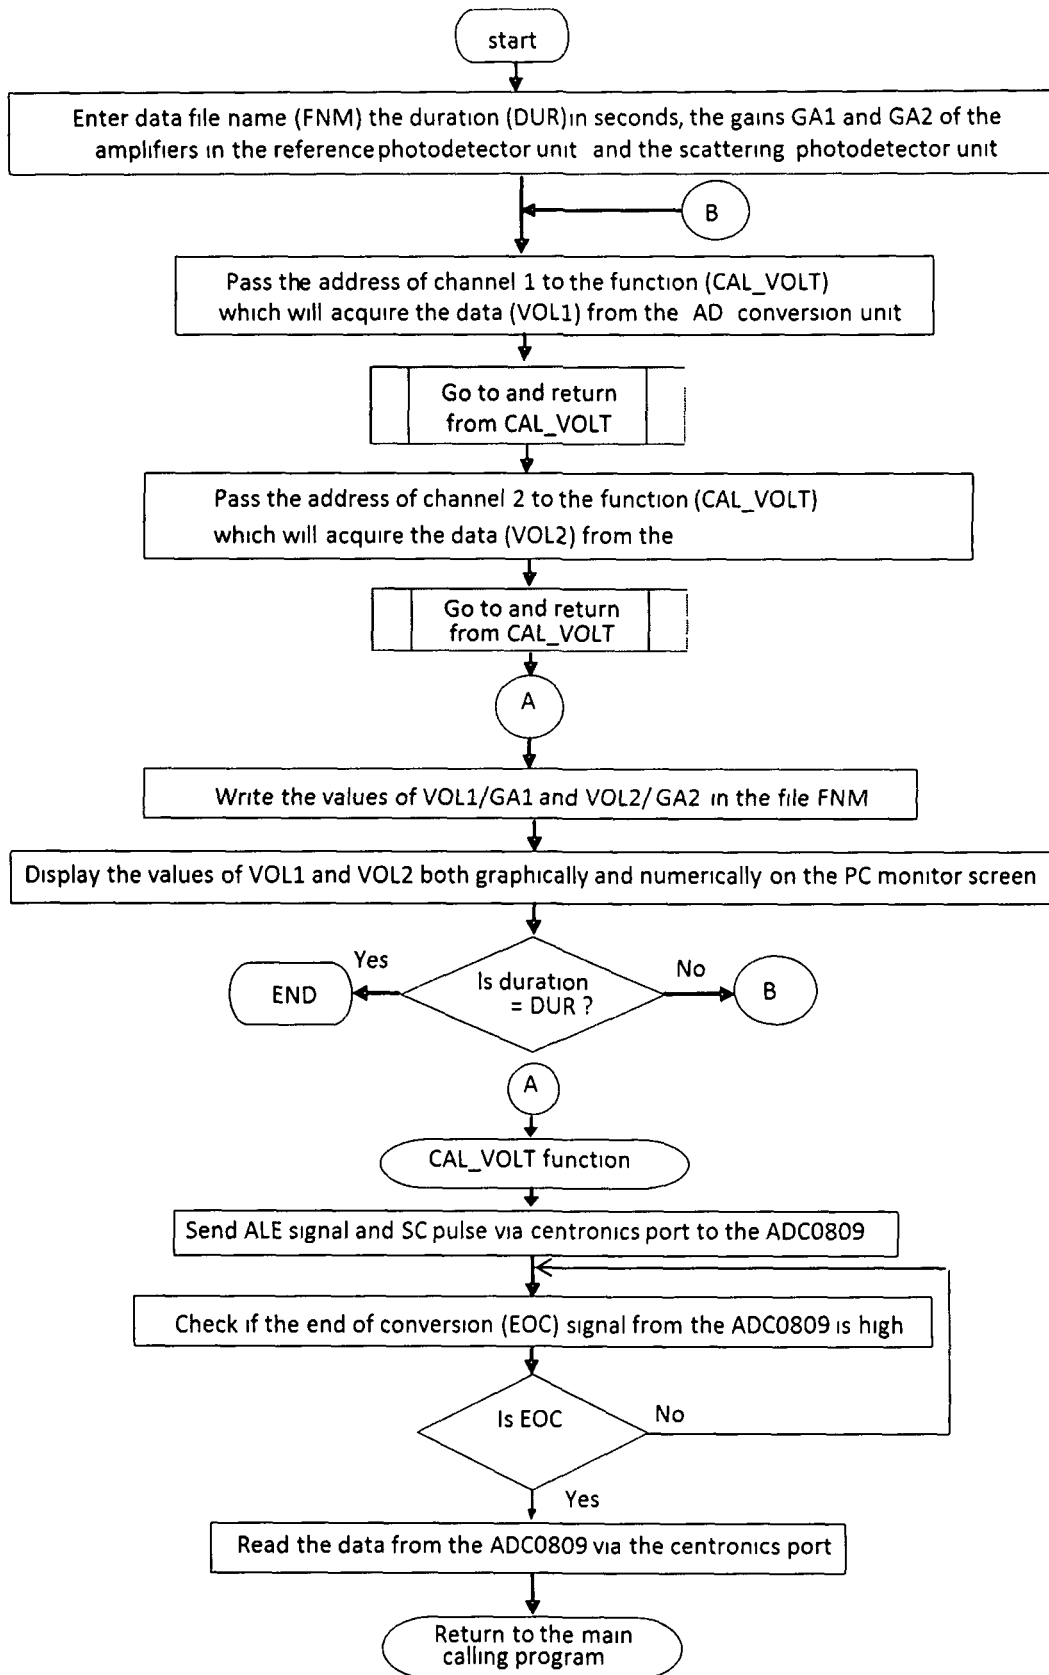 start
Enter data file name (FNM) the duration (DUR)in seconds, the gains GA1 and GA2 of the
amplifiers in the reference photodetector unit and the scattering photodetector unit
B
Pass the address of channel 1 to the function (CAL_VOLT)
which will acquire the data (VOL1) from the AD conversion unit
Go to and return
from CAL_VOLT
Pass the address of channel 2 to the function (CAL_VOLT)
which will acquire the data (VOL2) from the
Go to and return
from CAL_VOLT
A
Write the values of VOL1/GA1 and VOL2/ GA2 in the file FNM
Display the values of VOL1 and VOL2 both graphically and numerically on the PC monitor screen
Yes
No
END
Is duration
= DUR ?
B
A
CAL_VOLT function
Send ALE signal and SC pulse via centronics port to the ADC0809
Check if the end of conversion (EOC) signal from the ADC0809 is high
Is EOC
No
Yes
Read the data from the ADC0809 via the centronics port
Return to the main
calling program